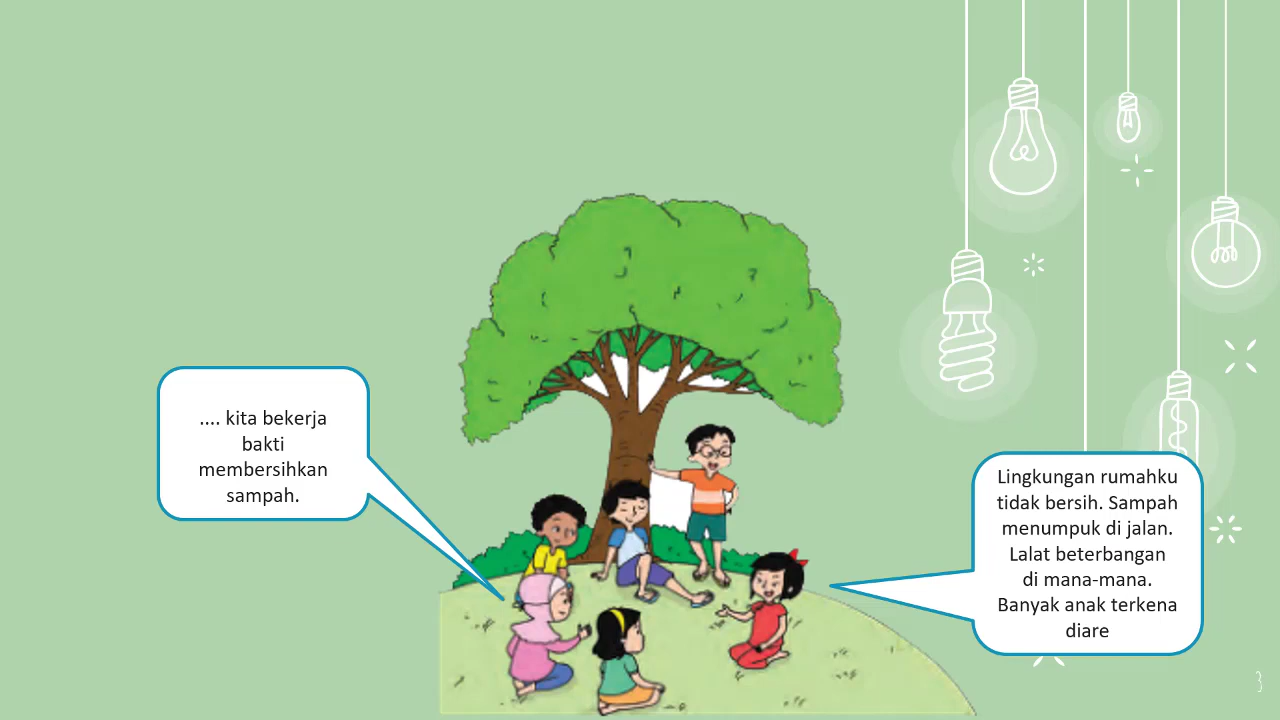 .... kita bekerja
bakti
membersihkan
sampah.
Lingkungan rumahku
tidak bersih. Sampah
menumpuk di jalan.
Lalat beterbangan
di mana-mana.
Banyak anak terkena
diare
3